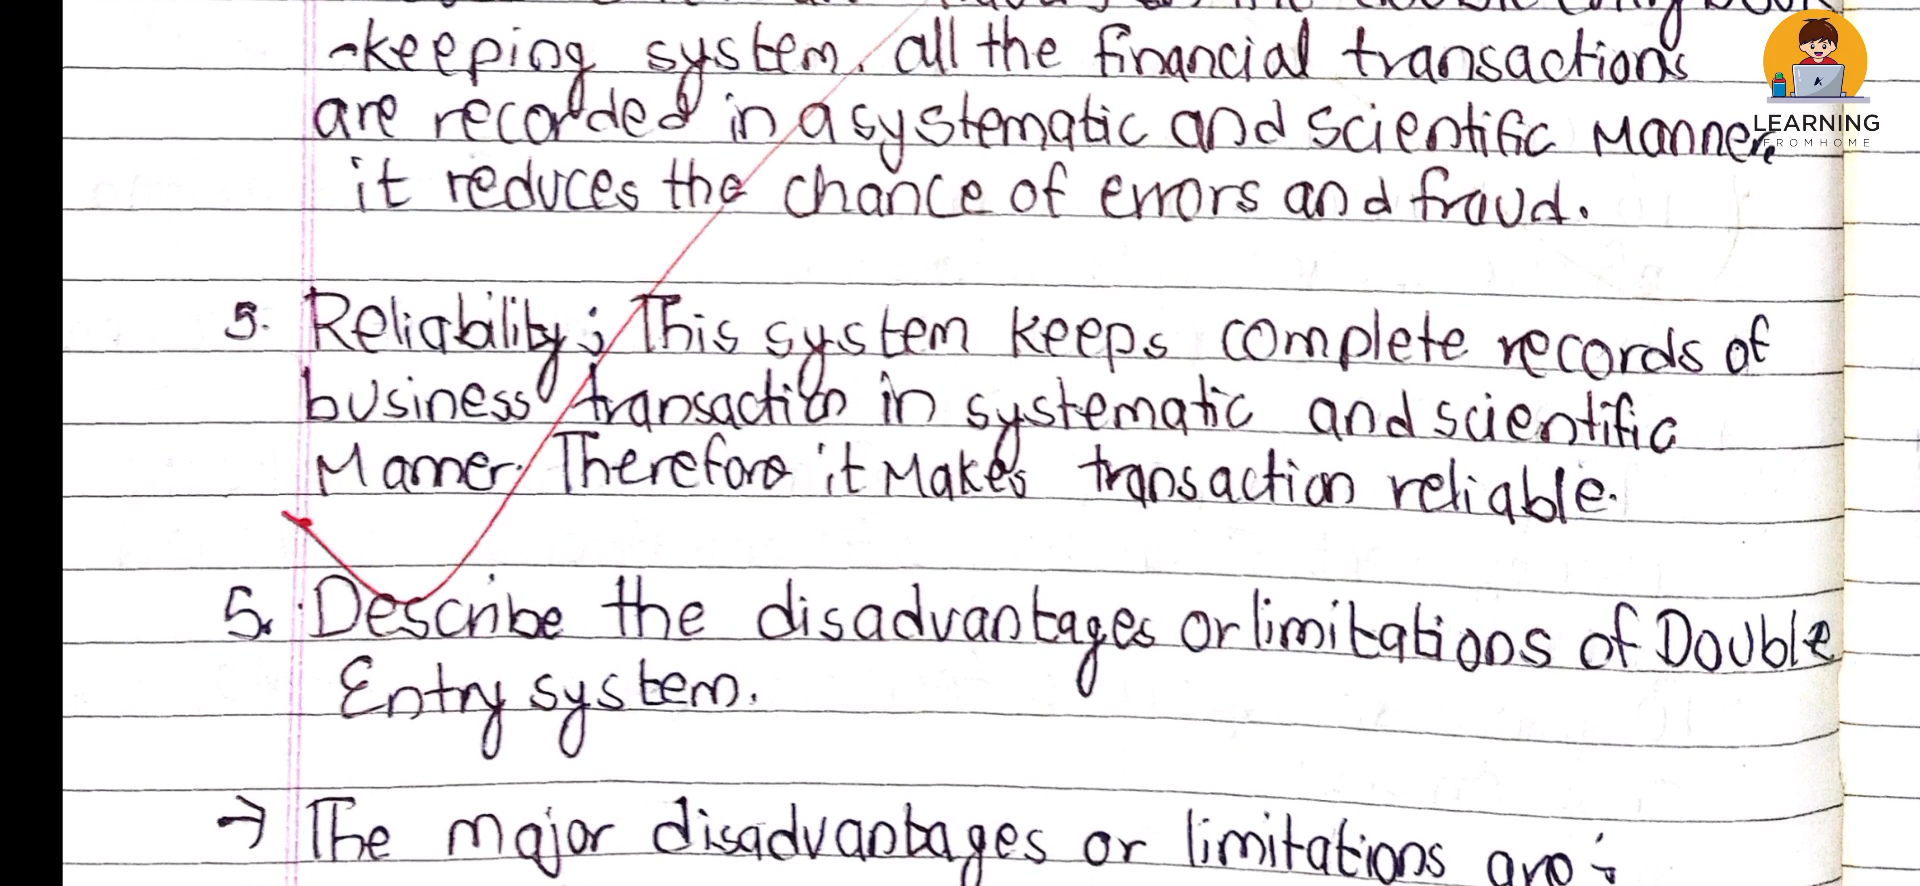 -keeping system, all the financial transactions
are recorded in a systematic and scientific Manner,
it reduces the chance of errors and fraud.
5. Reliability: This system keeps complete records of
business transaction in systematic and scientific
Manner. Therefore it Makes transaction reliable.
5. Describe the disadvantages or limitations of Double
Entry system.
→ The major disadvantages or limitations are:
LEARNING
FROMHOME